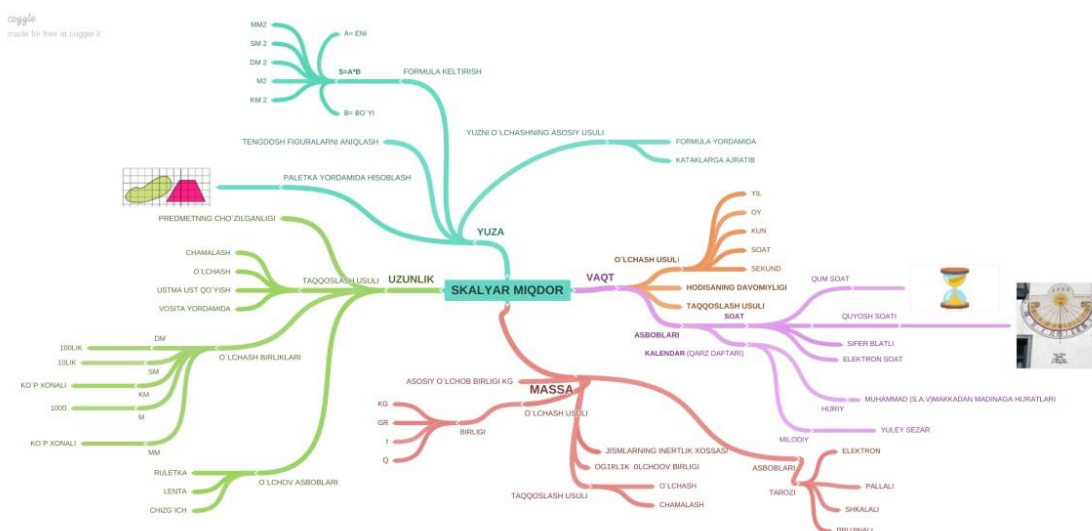 coggle
made for free at coggle.it
MM2
SM 2
DM 2
M2
KM 2
A= ENI
S=A*B
B= BO`YI
FORMULA KELTIRISH
TENGDOSH FIGURALARNI ANIQLASH
PALETKA YORDAMIDA HISOBLASH
YUZNI O`LCHASHNING ASOSIY USULI
FORMULA YORDAMIDA
KATAKLARGA AJRATIB
YUZA
PREDMETNNG CHO`ZILGANLIGI
CHAMALASH
O`LCHASH
USTMA UST QO`YISH
VOSITA YORDAMIDA
TAQQOSLASH USULI
UZUNLIK
DM
100LIK
10LIK
SM
KO`P XONALI
KM
1000
M
KO`P XONALI
MM
O`LCHASH BIRLIKLARI
RULETKA
LENTA
CHIZG`ICH
O`LCHOV ASBOBLARI
SKALYAR MIQDOR
VAQT
O`LCHASH USULI
YIL
OY
KUN
SOAT
SEKUND
HODISANING DAVOMIYLIGI
TAQQOSLASH USULI
ASBOBLARI
SOAT
QUM SOAT
QUYOSH SOATI
SIFER BLATLI
ELEKTRON SOAT
KALENDAR (QARZ DAFTARI)
MUHAMMAD (S.A.V)MAKKADAN MADINAGA HIJRATLARI
HIJRIY
YULEY SEZAR
MILODIY
MASSA
ASOSIY O`LCHOB BIRLIGI KG
O`LCHASH USULI
KG
GR
t
Q
BIRLIGI
JISMLARNING INERTLIK XOSSASI
OGIRLIK OLCHOOV BIRLIGI
TAQQOSLASH USULI
O`LCHASH
CHAMALASH
ASBOBLARI
TAROZI
ELEKTRON
PALLALI
SHKALALI
PRUJINALI